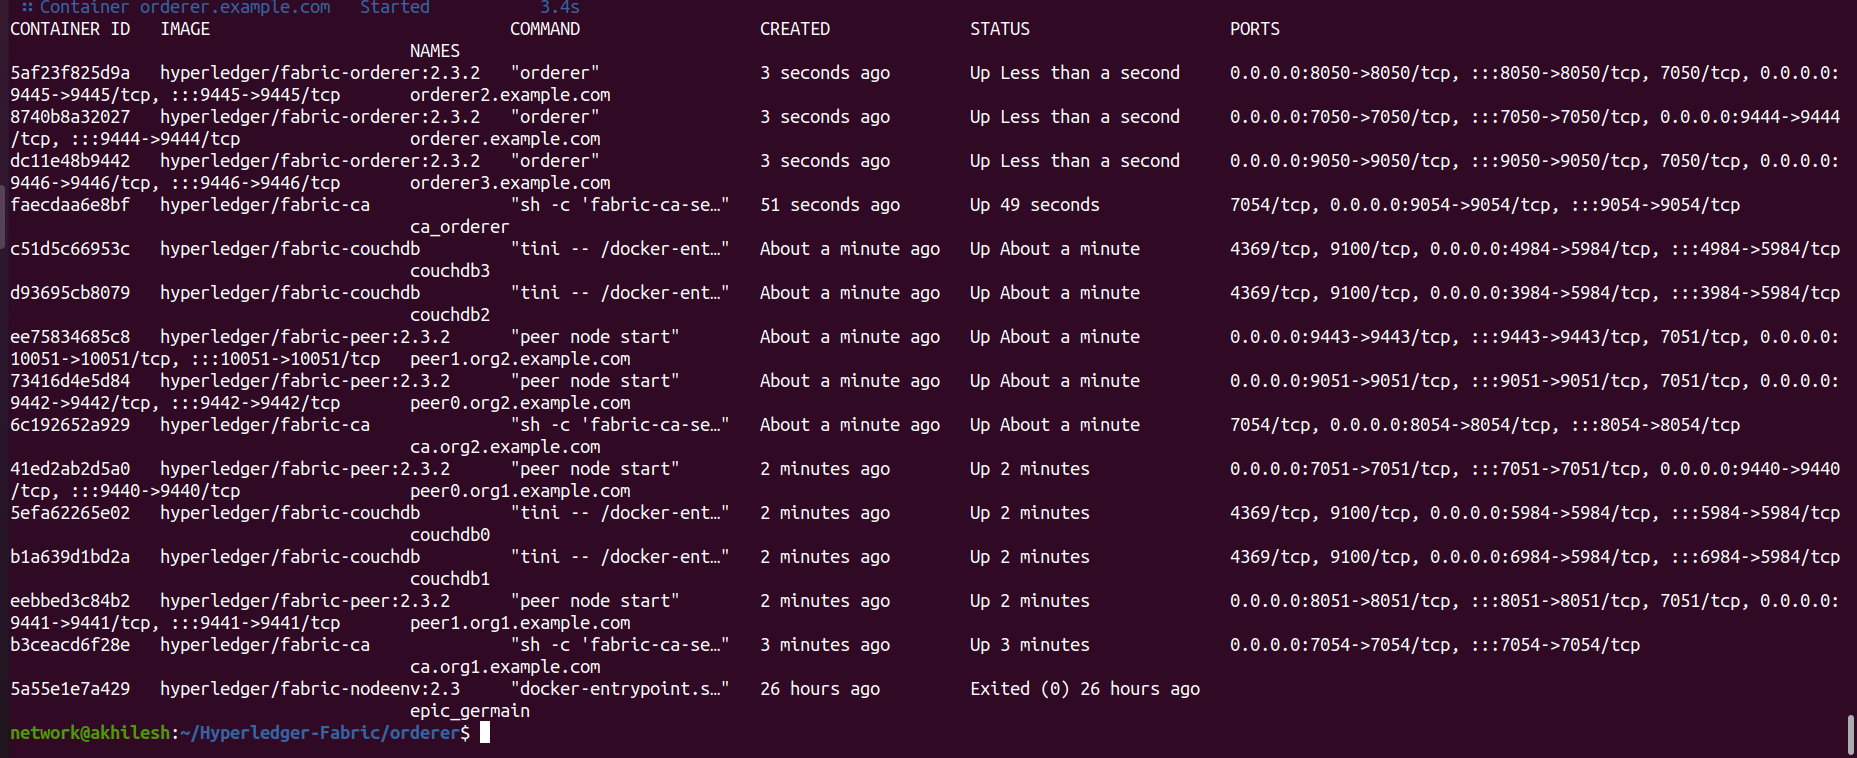 ⠿ Container orderer.example.com   Started           3.4s
CONTAINER ID   IMAGE                              COMMAND                  CREATED              STATUS                    PORTS
                                        NAMES
5af23f825d9a   hyperledger/fabric-orderer:2.3.2   "orderer"                3 seconds ago        Up Less than a second     0.0.0.0:8050->8050/tcp, :::8050->8050/tcp, 7050/tcp, 0.0.0.0:
9445->9445/tcp, :::9445->9445/tcp       orderer2.example.com
8740b8a32027   hyperledger/fabric-orderer:2.3.2   "orderer"                3 seconds ago        Up Less than a second     0.0.0.0:7050->7050/tcp, :::7050->7050/tcp, 0.0.0.0:9444->9444
/tcp, :::9444->9444/tcp                 orderer.example.com
dc11e48b9442   hyperledger/fabric-orderer:2.3.2   "orderer"                3 seconds ago        Up Less than a second     0.0.0.0:9050->9050/tcp, :::9050->9050/tcp, 7050/tcp, 0.0.0.0:
9446->9446/tcp, :::9446->9446/tcp       orderer3.example.com
faecdaa6e8bf   hyperledger/fabric-ca              "sh -c 'fabric-ca-se…"   51 seconds ago       Up 49 seconds             7054/tcp, 0.0.0.0:9054->9054/tcp, :::9054->9054/tcp
                                        ca_orderer
c51d5c66953c   hyperledger/fabric-couchdb         "tini -- /docker-ent…"   About a minute ago   Up About a minute         4369/tcp, 9100/tcp, 0.0.0.0:4984->5984/tcp, :::4984->5984/tcp
                                        couchdb3
d93695cb8079   hyperledger/fabric-couchdb         "tini -- /docker-ent…"   About a minute ago   Up About a minute         4369/tcp, 9100/tcp, 0.0.0.0:3984->5984/tcp, :::3984->5984/tcp
                                        couchdb2
ee75834685c8   hyperledger/fabric-peer:2.3.2      "peer node start"        About a minute ago   Up About a minute         0.0.0.0:9443->9443/tcp, :::9443->9443/tcp, 7051/tcp, 0.0.0.0:
10051->10051/tcp, :::10051->10051/tcp   peer1.org2.example.com
73416d4e5d84   hyperledger/fabric-peer:2.3.2      "peer node start"        About a minute ago   Up About a minute         0.0.0.0:9051->9051/tcp, :::9051->9051/tcp, 7051/tcp, 0.0.0.0:
9442->9442/tcp, :::9442->9442/tcp       peer0.org2.example.com
6c192652a929   hyperledger/fabric-ca              "sh -c 'fabric-ca-se…"   About a minute ago   Up About a minute         7054/tcp, 0.0.0.0:8054->8054/tcp, :::8054->8054/tcp
                                        ca.org2.example.com
41ed2ab2d5a0   hyperledger/fabric-peer:2.3.2      "peer node start"        2 minutes ago        Up 2 minutes              0.0.0.0:7051->7051/tcp, :::7051->7051/tcp, 0.0.0.0:9440->9440
/tcp, :::9440->9440/tcp                 peer0.org1.example.com
5efa62265e02   hyperledger/fabric-couchdb         "tini -- /docker-ent…"   2 minutes ago        Up 2 minutes              4369/tcp, 9100/tcp, 0.0.0.0:5984->5984/tcp, :::5984->5984/tcp
                                        couchdb0
b1a639d1bd2a   hyperledger/fabric-couchdb         "tini -- /docker-ent…"   2 minutes ago        Up 2 minutes              4369/tcp, 9100/tcp, 0.0.0.0:6984->5984/tcp, :::6984->5984/tcp
                                        couchdb1
eebbed3c84b2   hyperledger/fabric-peer:2.3.2      "peer node start"        2 minutes ago        Up 2 minutes              0.0.0.0:8051->8051/tcp, :::8051->8051/tcp, 7051/tcp, 0.0.0.0:
9441->9441/tcp, :::9441->9441/tcp       peer1.org1.example.com
b3ceacd6f28e   hyperledger/fabric-ca              "sh -c 'fabric-ca-se…"   3 minutes ago        Up 3 minutes              0.0.0.0:7054->7054/tcp, :::7054->7054/tcp
                                        ca.org1.example.com
5a55e1e7a429   hyperledger/fabric-nodeenv:2.3     "docker-entrypoint.s…"   26 hours ago         Exited (0) 26 hours ago
                                        epic_germain
network@akhilesh:~/Hyperledger-Fabric/orderer$